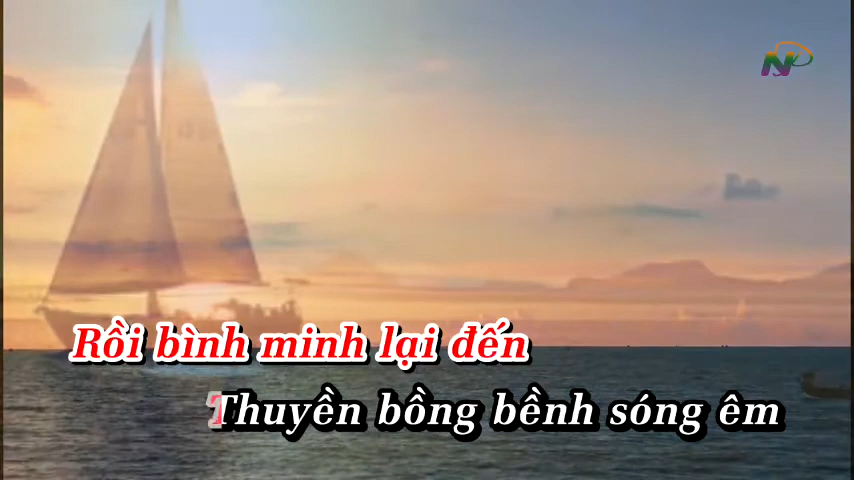 Rồi bình minh lại đến
Thuyền bồng bềnh sóng êm